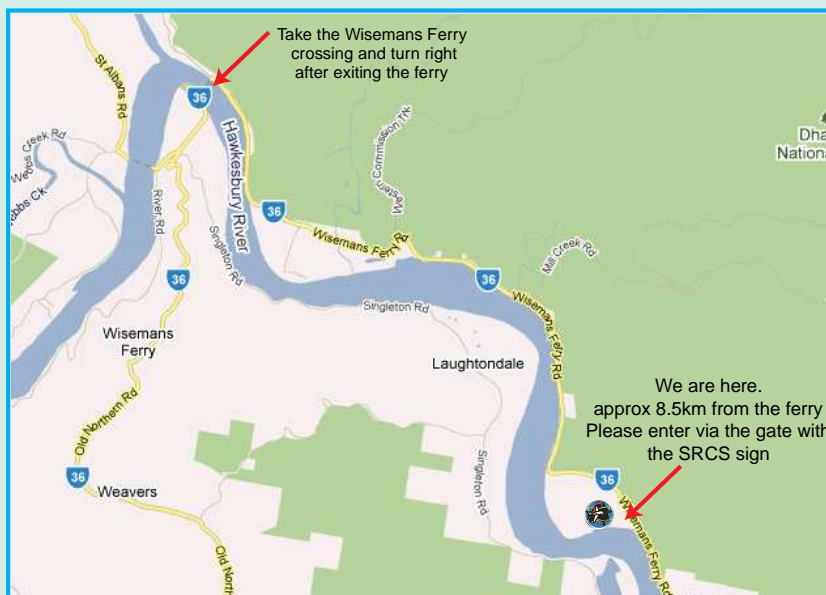 Take the Wisemans Ferry
crossing and turn right
after exiting the ferry
St Albans Rd
36
Hawkesbury River
Western Commission Trk
Dha
National
Creek Rd
Ck
River Rd
Singleton Rd
36
Wisemans Ferry Rd
Mill Creek Rd
36
36
Wisemans Ferry Rd
Singleton Rd
Wisemans
Ferry
Laughtondale
We are here.
approx 8.5km from the ferry
Please enter via the gate with
the SRCS sign
Old Northern Rd
Singleton Rd
36
Weavers
36
Wisemans Ferry Rd
Old North